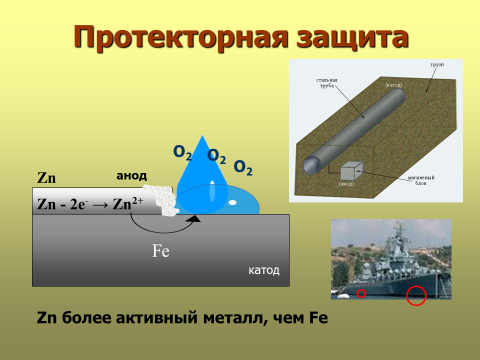 Протекторная защита
грунт
стальная
труба
(катод)
(анод)
магниевый
блок
O₂ O₂ O₂
Zn
анод
Zn - 2e⁻ → Zn²⁺
Fe
катод
Zn более активный металл, чем Fe